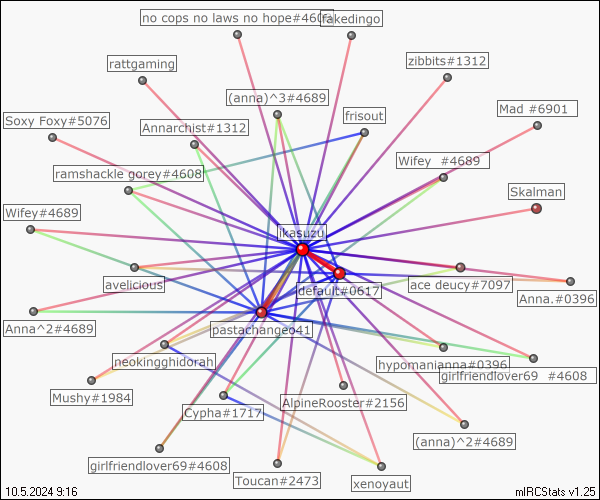 no cops no laws no hope#460
fakedingo
rattgaming
zibbits#1312
(anna)^3#4689
Mad #6901
Soxy Foxy#5076
Annarchist#1312
frisout
Wifey #4689
ramshackle gorey#4608
Skalman
Wifey#4689
ikasuzu
avelicious
default#0617
ace deucy#7097
Anna.#0396
Anna^2#4689
pastachangeo41
neokingghidorah
hypomanianna#0396
girlfriendlover69 #4608
Mushy#1984
Cypha#1717
AlpineRooster#2156
(anna)^2#4689
girlfriendlover69#4608
Toucan#2473
xenoyaut
10.5.2024 9:16
mIRCStats v1.25